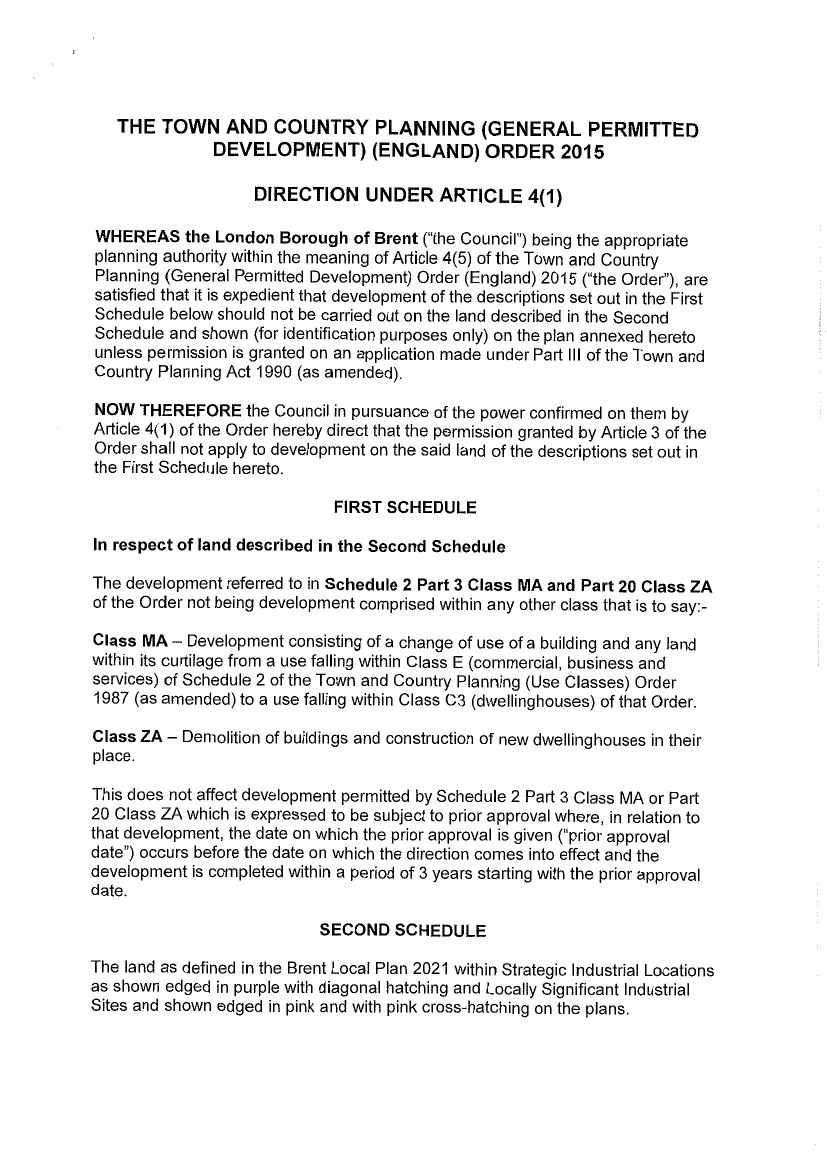 THE TOWN AND COUNTRY PLANNING (GENERAL PERMITTED
DEVELOPMENT) (ENGLAND) ORDER 2015
DIRECTION UNDER ARTICLE 4(1)
WHEREAS the London Borough of Brent ("the Council") being the appropriate
planning authority within the meaning of Article 4(5) of the Town and Country
Planning (General Permitted Development) Order (England) 2015 ("the Order"), are
satisfied that it is expedient that development of the descriptions set out in the First
Schedule below should not be carried out on the land described in the Second
Schedule and shown (for identification purposes only) on the plan annexed hereto
unless permission is granted on an application made under Part III of the Town and
Country Planning Act 1990 (as amended).
NOW THEREFORE the Council in pursuance of the power confirmed on them by
Article 4(1) of the Order hereby direct that the permission granted by Article 3 of the
Order shall not apply to development on the said land of the descriptions set out in
the First Schedule hereto.
FIRST SCHEDULE
In respect of land described in the Second Schedule
The development referred to in Schedule 2 Part 3 Class MA and Part 20 Class ZA
of the Order not being development comprised within any other class that is to say:-
Class MA – Development consisting of a change of use of a building and any land
within its curtilage from a use falling within Class E (commercial, business and
services) of Schedule 2 of the Town and Country Planning (Use Classes) Order
1987 (as amended) to a use falling within Class C3 (dwellinghouses) of that Order.
Class ZA – Demolition of buildings and construction of new dwellinghouses in their
place.
This does not affect development permitted by Schedule 2 Part 3 Class MA or Part
20 Class ZA which is expressed to be subject to prior approval where, in relation to
that development, the date on which the prior approval is given ("prior approval
date") occurs before the date on which the direction comes into effect and the
development is completed within a period of 3 years starting with the prior approval
date.
SECOND SCHEDULE
The land as defined in the Brent Local Plan 2021 within Strategic Industrial Locations
as shown edged in purple with diagonal hatching and Locally Significant Industrial
Sites and shown edged in pink and with pink cross-hatching on the plans.